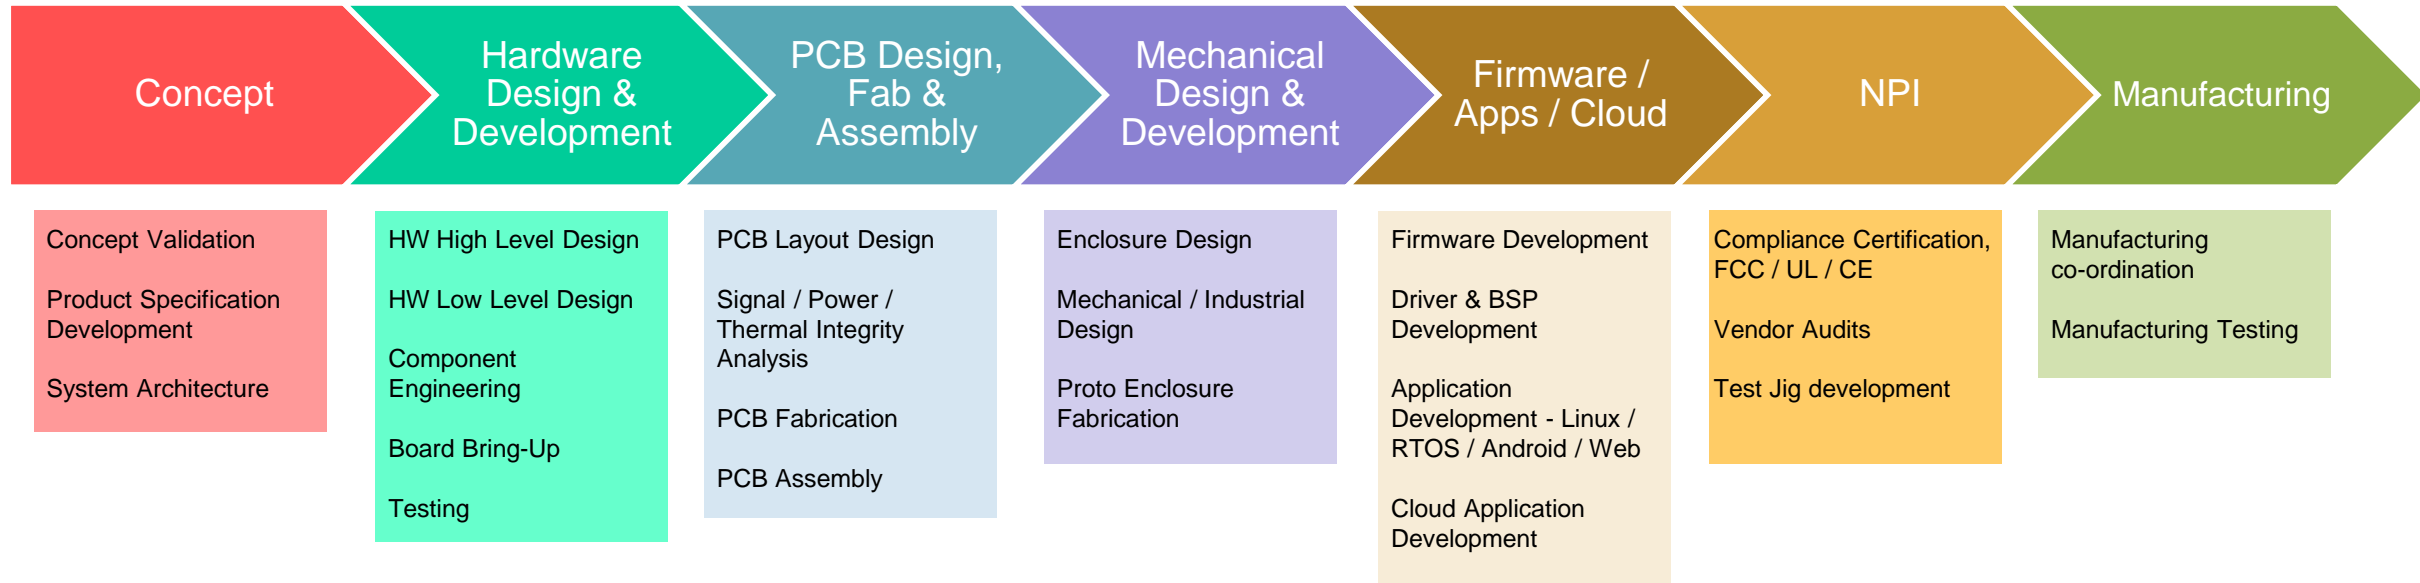 Concept
Hardware
Design &
Development
PCB Design,
Fab &
Assembly
Mechanical
Design &
Development
Firmware /
Apps / Cloud
NPI
Manufacturing
Concept Validation
Product Specification
Development
System Architecture
HW High Level Design
HW Low Level Design
Component
Engineering
Board Bring-Up
Testing
PCB Layout Design
Signal / Power /
Thermal Integrity
Analysis
PCB Fabrication
PCB Assembly
Enclosure Design
Mechanical / Industrial
Design
Proto Enclosure
Fabrication
Firmware Development
Driver & BSP
Development
Application
Development - Linux /
RTOS / Android / Web
Cloud Application
Development
Compliance Certification,
FCC / UL / CE
Vendor Audits
Test Jig development
Manufacturing
co-ordination
Manufacturing Testing